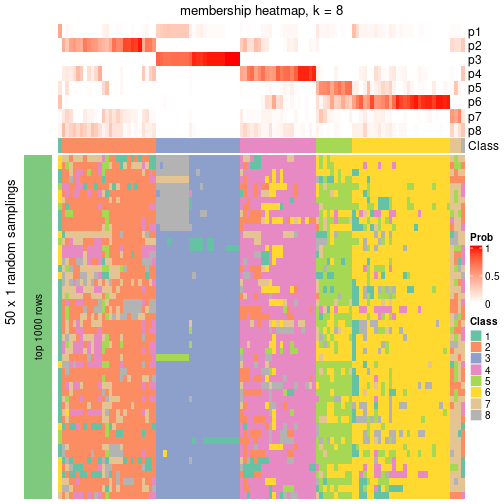 membership heatmap, k = 8
p1
p2
p3
p4
p5
p6
p7
p8
Class
50 x 1 random samplings
top 1000 rows
Prob
1
0.5
0
Class
1
2
3
4
5
6
7
8